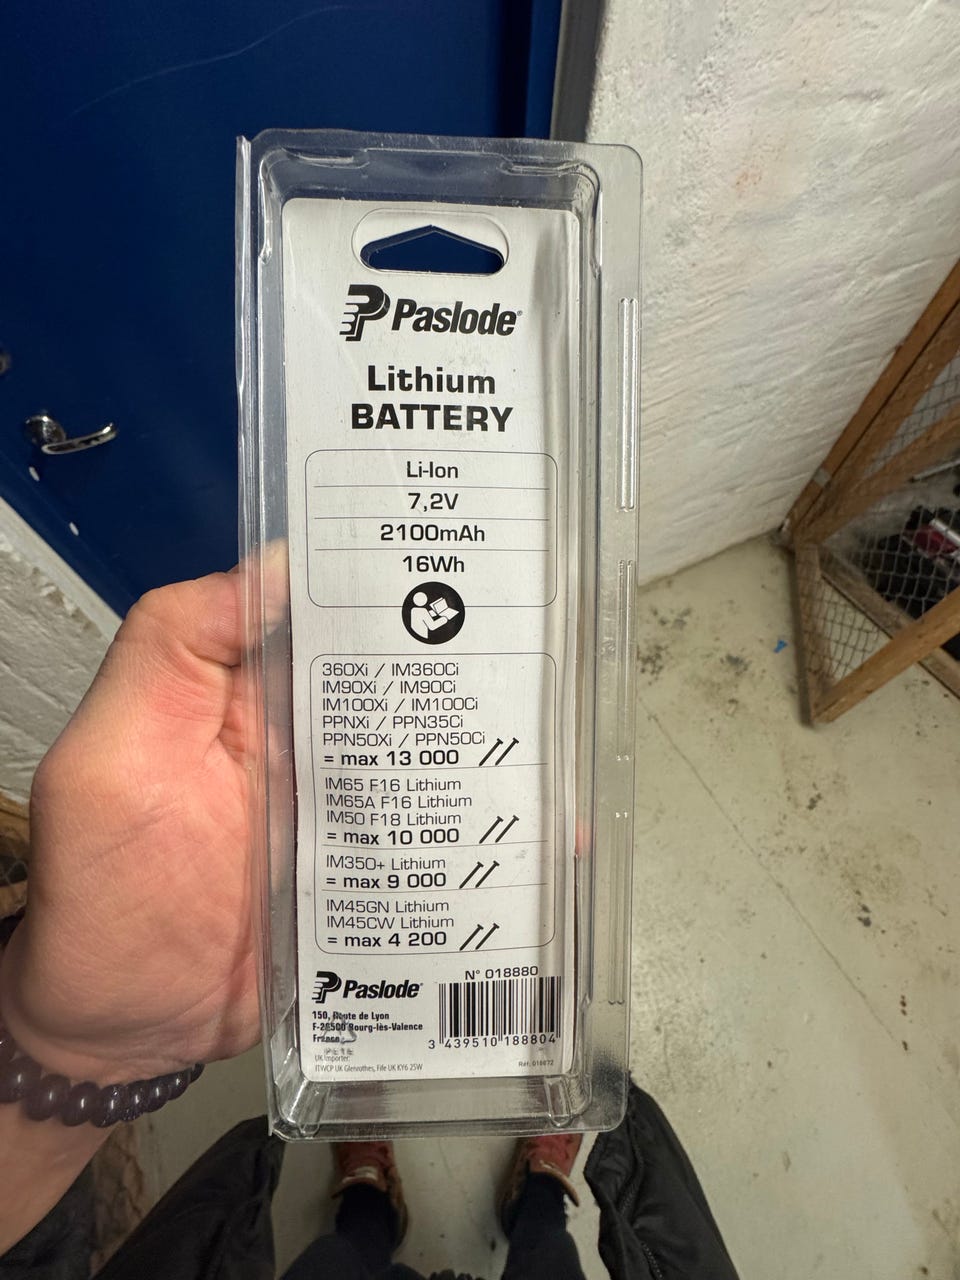 Paslode®
Lithium
BATTERY
Li-Ion
7,2V
2100mAh
16Wh
360Xi / IM360Ci
IM90Xi / IM90Ci
IM100Xi / IM100Ci
PPNXi / PPN35Ci
PPN50Xi / PPN50Ci
= max 13 000
IM65 F16 Lithium
IM65A F16 Lithium
IM50 F18 Lithium
= max 10 000
IM350+ Lithium
= max 9 000
IM45GN Lithium
IM45CW Lithium
= max 4 200
N° 018880
Paslode®
150, Route de Lyon
F-26500 Bourg-lès-Valence
France
UK Importer:
ITWCP UK Glenrothes, Fife UK KY6 2SW
3 439510 188804
Réf: 018872